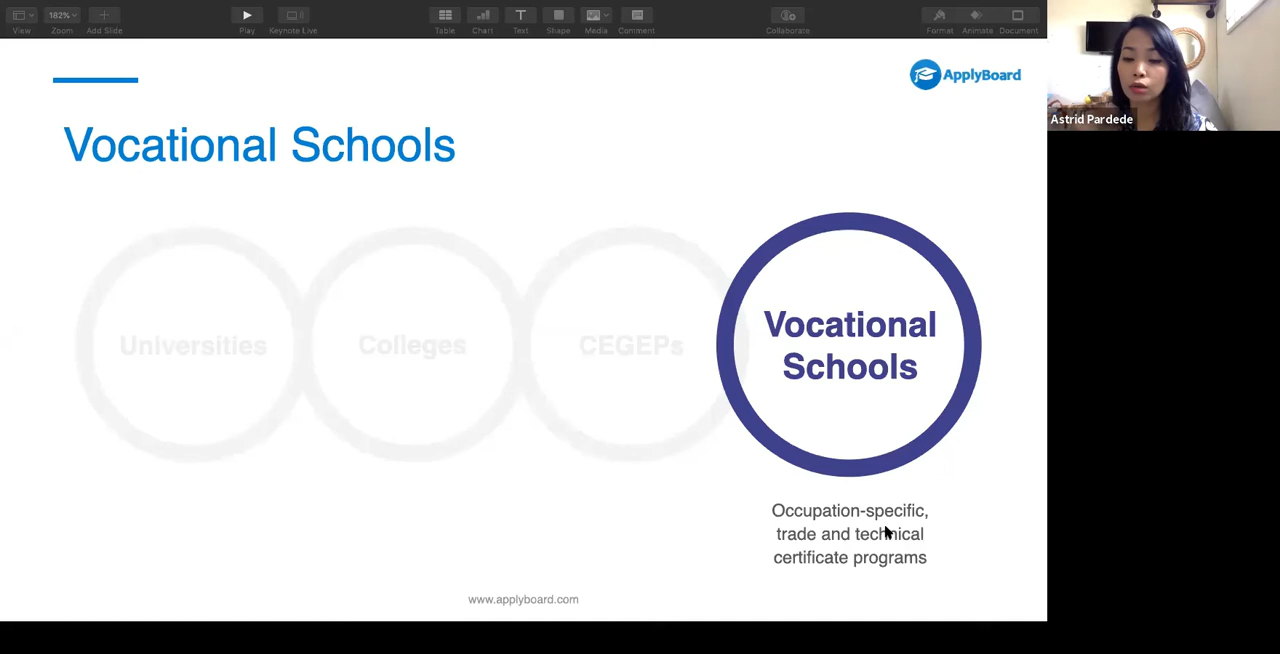 182%
View
Zoom
Add Slide
Play
Keynote Live
Table
Chart
Text
Shape
Media
Comment
Collaborate
Format
Animate
Document
ApplyBoard
Astrid Pardede
Vocational Schools
Universities
Colleges
CEGEPs
Vocational
Schools
Occupation-specific,
trade and technical
certificate programs
www.applyboard.com